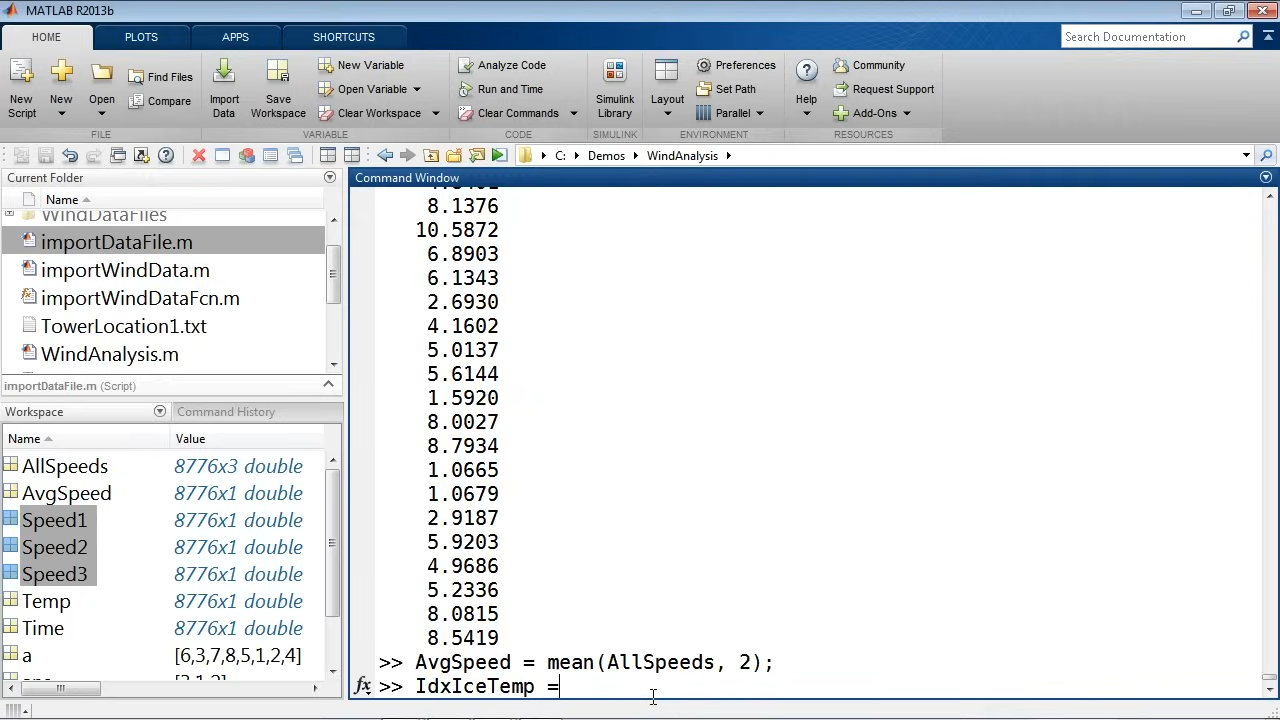 MATLAB R2013b
HOME PLOTS APPS SHORTCUTS
Search Documentation
New Script
New
Open
Find Files
Compare
FILE
Import Data
Save Workspace
New Variable
Open Variable
Clear Workspace
VARIABLE
Analyze Code
Run and Time
Clear Commands
CODE
Simulink Library
SIMULINK
Layout
Preferences
Set Path
Parallel
ENVIRONMENT
Help
Community
Request Support
Add-Ons
RESOURCES
C: Demos WindAnalysis
Current Folder
Name
WindDataFiles
importDataFile.m
importWindData.m
importWindDataFcn.m
TowerLocation1.txt
WindAnalysis.m
importDataFile.m (Script)
Workspace Command History
Name Value
AllSpeeds 8776x3 double
AvgSpeed 8776x1 double
Speed1 8776x1 double
Speed2 8776x1 double
Speed3 8776x1 double
Temp 8776x1 double
Time 8776x1 double
a [6,3,7,8,5,1,2,4]
Command Window
8.1376
10.5872
6.8903
6.1343
2.6930
4.1602
5.0137
5.6144
1.5920
8.0027
8.7934
1.0665
1.0679
2.9187
5.9203
4.9686
5.2336
8.0815
8.5419
>> AvgSpeed = mean(AllSpeeds, 2);
fx >> IdxIceTemp =